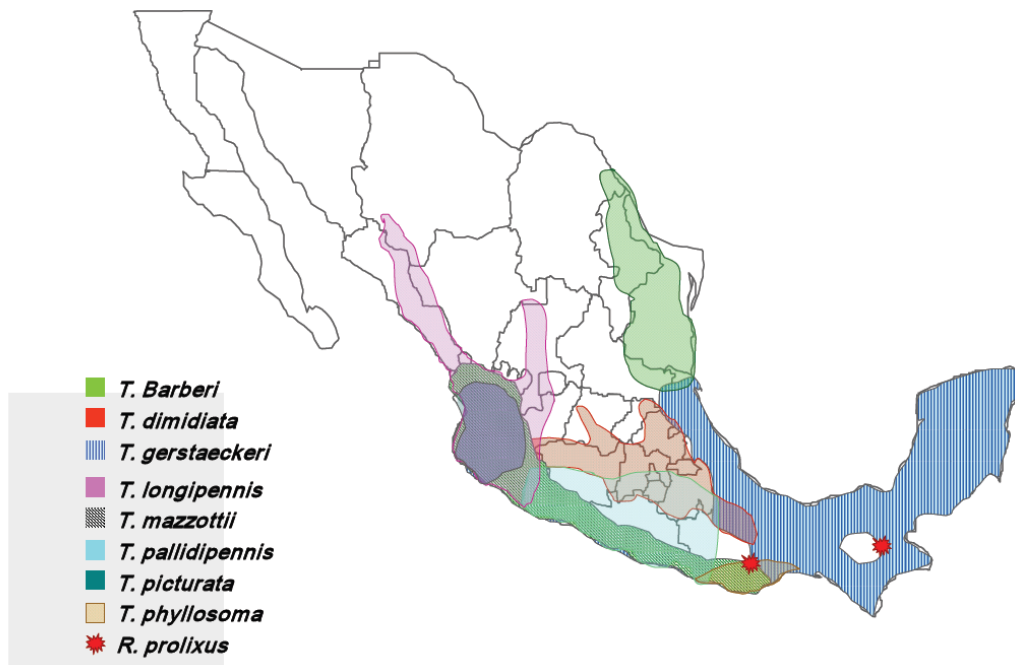 T. Barberi
T. dimidiata
T. gerstaeckeri
T. longipennis
T. mazzottii
T. pallidipennis
T. picturata
T. phyllosoma
R. prolixus